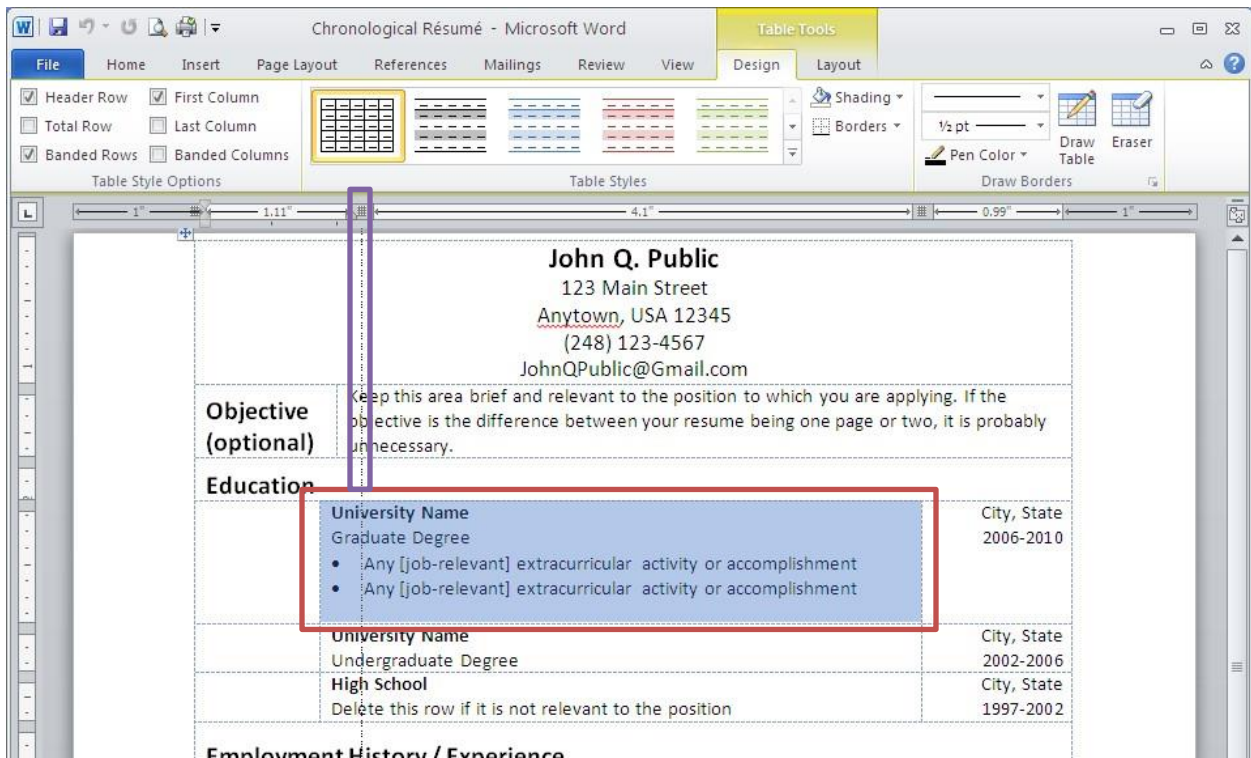 Chronological Résumé - Microsoft Word
Table Tools
File Home Insert Page Layout References Mailings Review View Design Layout
Header Row First Column
Total Row Last Column
Banded Rows Banded Columns
Table Style Options
Table Styles
Shading
Borders
½ pt
Pen Color
Draw Table
Eraser
Draw Borders
1" 1.11" 4.1" 0.99" 1"
John Q. Public
123 Main Street
Anytown, USA 12345
(248) 123-4567
JohnQPublic@Gmail.com
Objective
(optional)
Keep this area brief and relevant to the position to which you are applying. If the
objective is the difference between your resume being one page or two, it is probably
unnecessary.
Education
University Name City, State
Graduate Degree 2006-2010
• Any [job-relevant] extracurricular activity or accomplishment
• Any [job-relevant] extracurricular activity or accomplishment
University Name City, State
Undergraduate Degree 2002-2006
High School City, State
Delete this row if it is not relevant to the position 1997-2002
Employment History / Experience